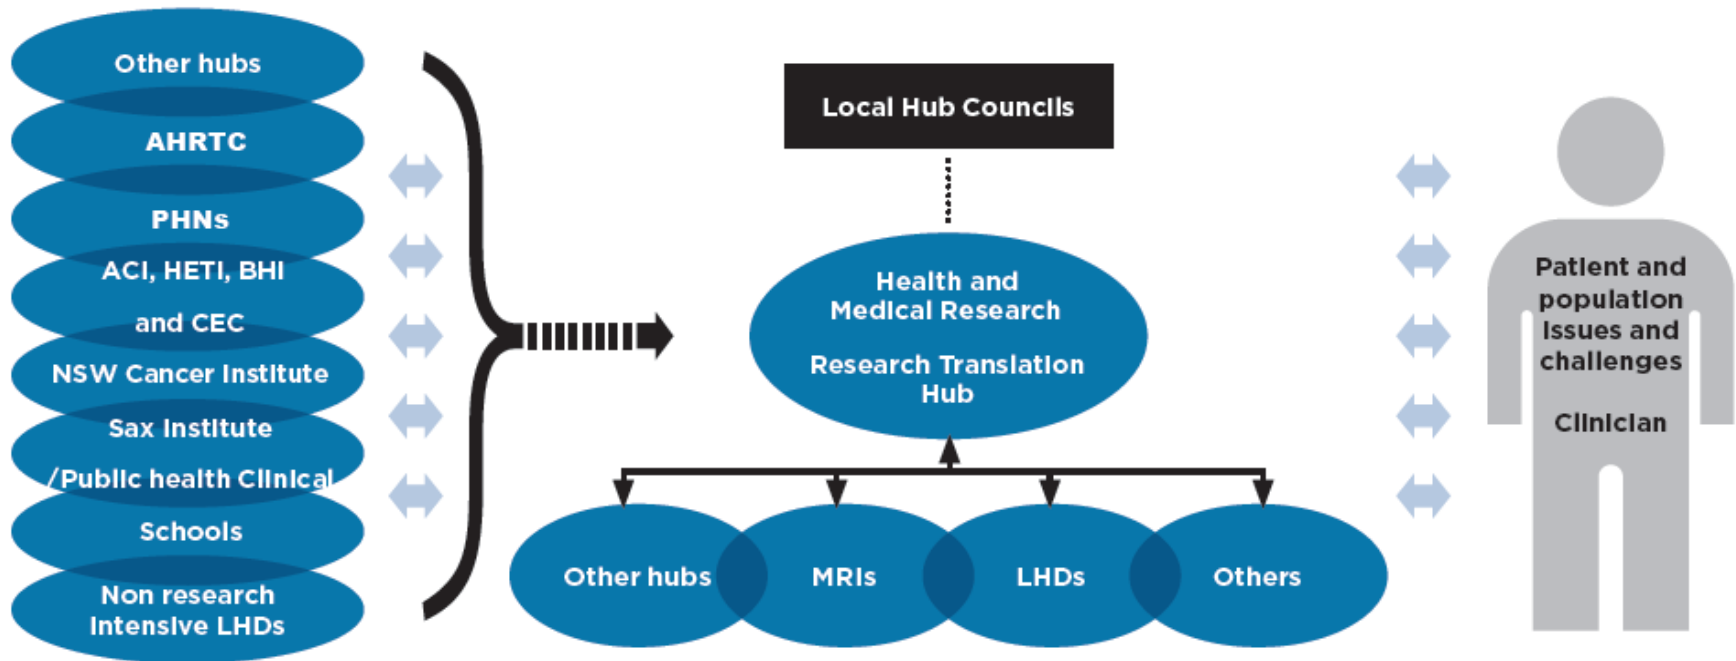 Other hubs
AHRTC
PHNs
ACI, HETI, BHI
and CEC
NSW Cancer Institute
Sax Institute
/Public health Clinical
Schools
Non research
intensive LHDs
Local Hub Councils
Health and
Medical Research
Research Translation
Hub
Other hubs
MRIs
LHDs
Others
Patient and
population
issues and
challenges
Clinician